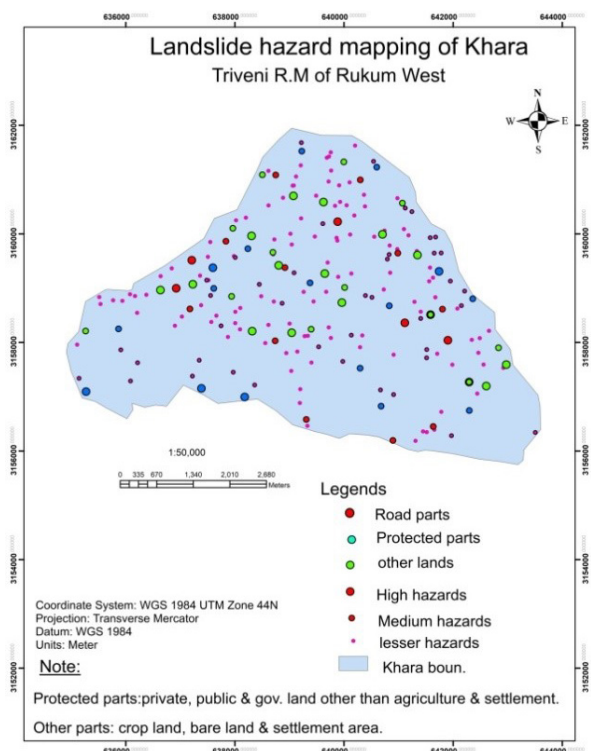 636000 638000 640000 642000 644000
Landslide hazard mapping of Khara
Triveni R.M of Rukum West
N
W E
S
3162000 3162000
3160000 3160000
3158000 3158000
3156000 3156000
3154000 3154000
3152000 3152000
1:50,000
0 335 670 1,340 2,010 2,680
Meters
Legends
Road parts
Protected parts
other lands
High hazards
Medium hazards
lesser hazards
Khara boun.
Coordinate System: WGS 1984 UTM Zone 44N
Projection: Transverse Mercator
Datum: WGS 1984
Units: Meter
Note:
Protected parts:private, public & gov. land other than agriculture & settlement.
Other parts: crop land, bare land & settlement area.
636000 638000 640000 642000 644000